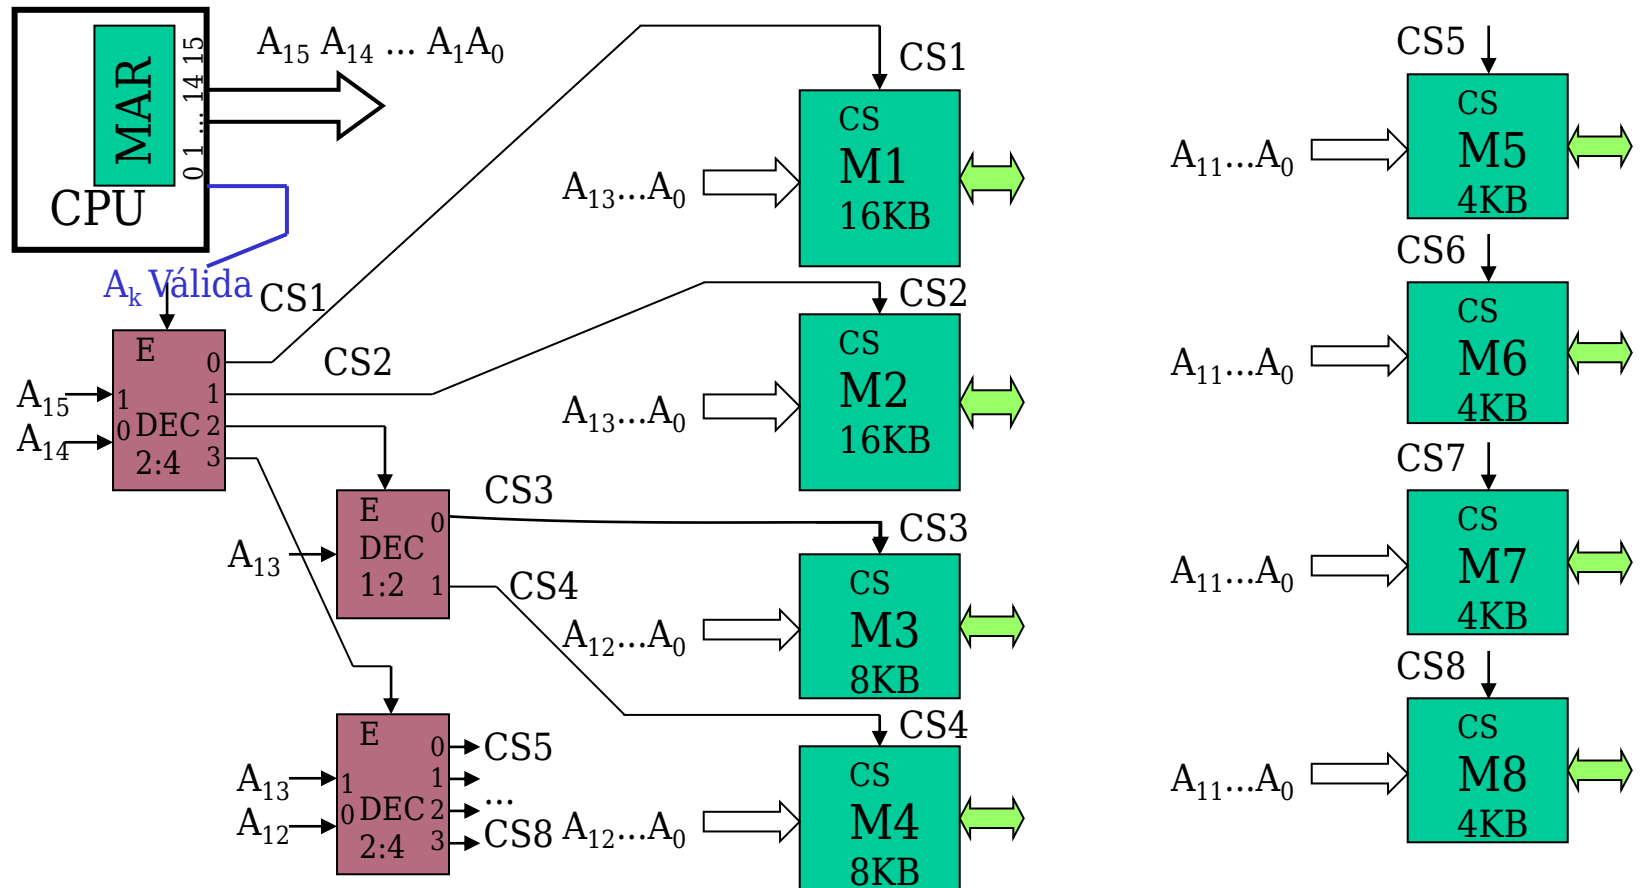 MAR
0 1 ... 14 15
CPU
A15 A14 ... A1A0
Ak Válida
CS1
CS2
E
0
1
2
3
A15
A14
1
0
DEC
2:4
E
0
A13
DEC
1:2
1
CS3
CS4
E
0
1
2
3
A13
A12
1
0
DEC
2:4
CS5
...
CS8
CS1
CS
M1
16KB
A13...A0
CS2
CS
M2
16KB
A13...A0
CS3
CS
M3
8KB
A12...A0
CS4
CS
M4
8KB
A12...A0
CS5
CS
M5
4KB
A11...A0
CS6
CS
M6
4KB
A11...A0
CS7
CS
M7
4KB
A11...A0
CS8
CS
M8
4KB
A11...A0